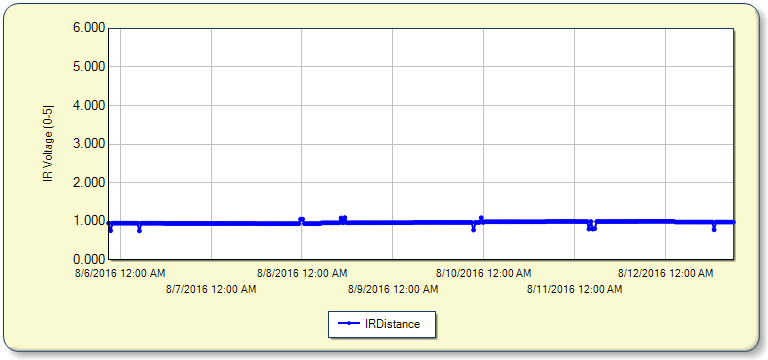 6.000
5.000
4.000
3.000
2.000
1.000
0.000
IR Voltage (0-5|
8/6/2016 12:00 AM
8/8/2016 12:00 AM
8/10/2016 12:00 AM
8/12/2016 12:00 AM
8/7/2016 12:00 AM
8/9/2016 12:00 AM
8/11/2016 12:00 AM
IRDistance